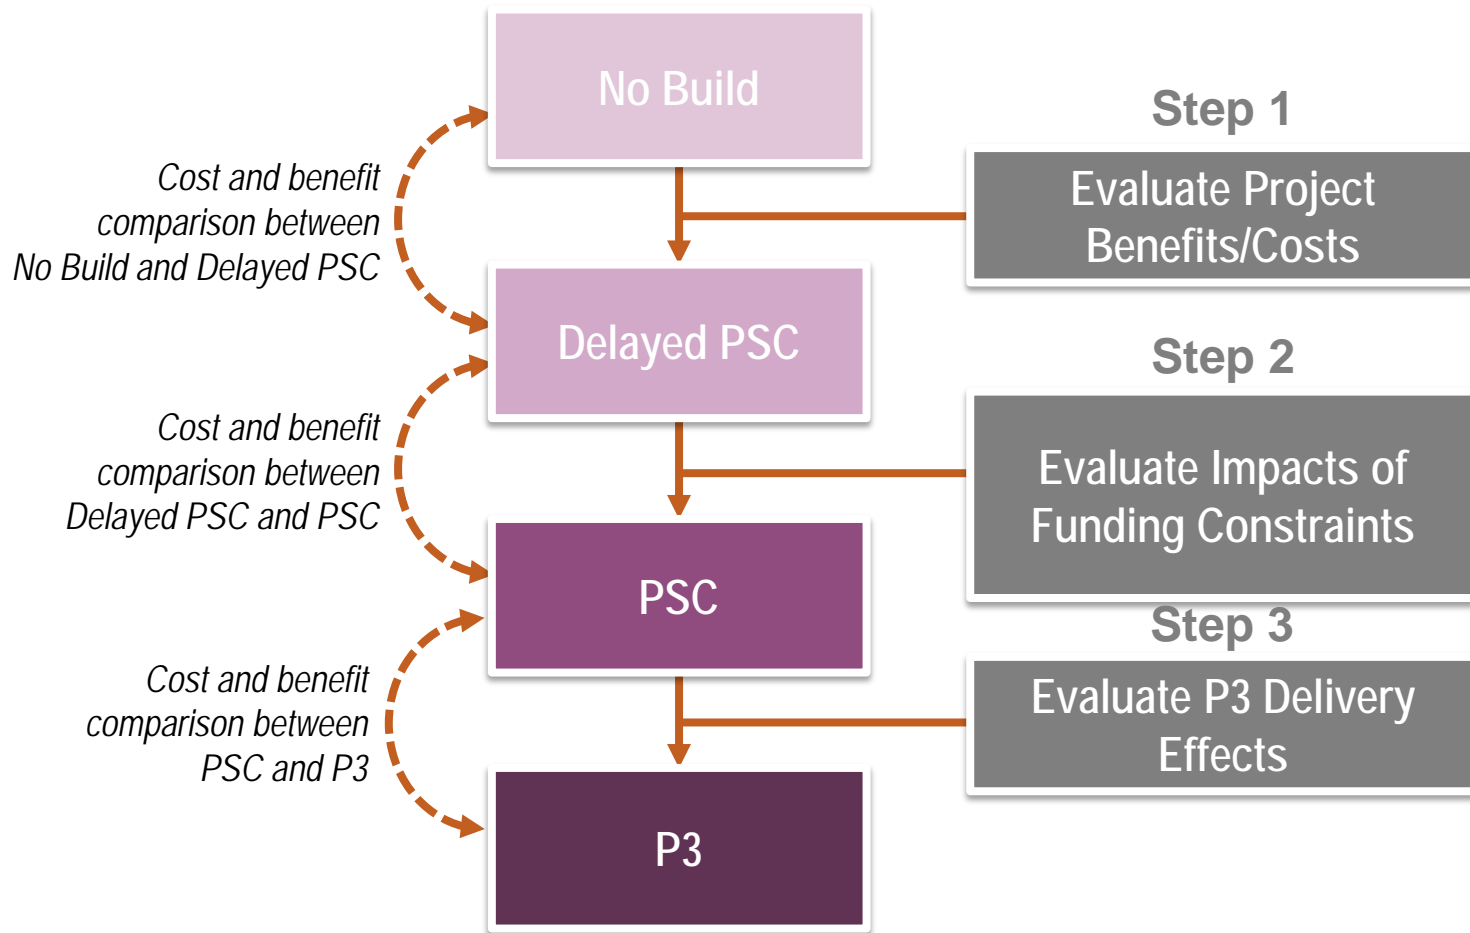 No Build
Step 1
Cost and benefit
comparison between
No Build and Delayed PSC
Evaluate Project
Benefits/Costs
Delayed PSC
Step 2
Cost and benefit
comparison between
Delayed PSC and PSC
Evaluate Impacts of
Funding Constraints
PSC
Step 3
Cost and benefit
comparison between
PSC and P3
Evaluate P3 Delivery
Effects
P3